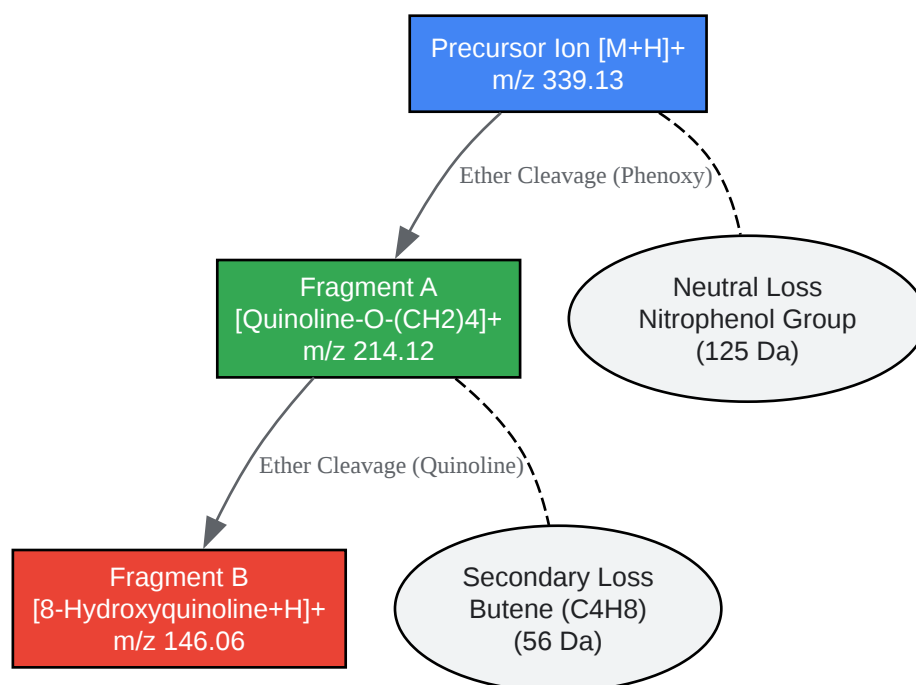 Precursor Ion [M+H]+
m/z 339.13
Ether Cleavage (Phenoxy)
Fragment A
[Quinoline-O-(CH2)4]+
m/z 214.12
Neutral Loss
Nitrophenol Group
(125 Da)
Ether Cleavage (Quinoline)
Fragment B
[8-Hydroxyquinoline+H]+
m/z 146.06
Secondary Loss
Butene (C4H8)
(56 Da)